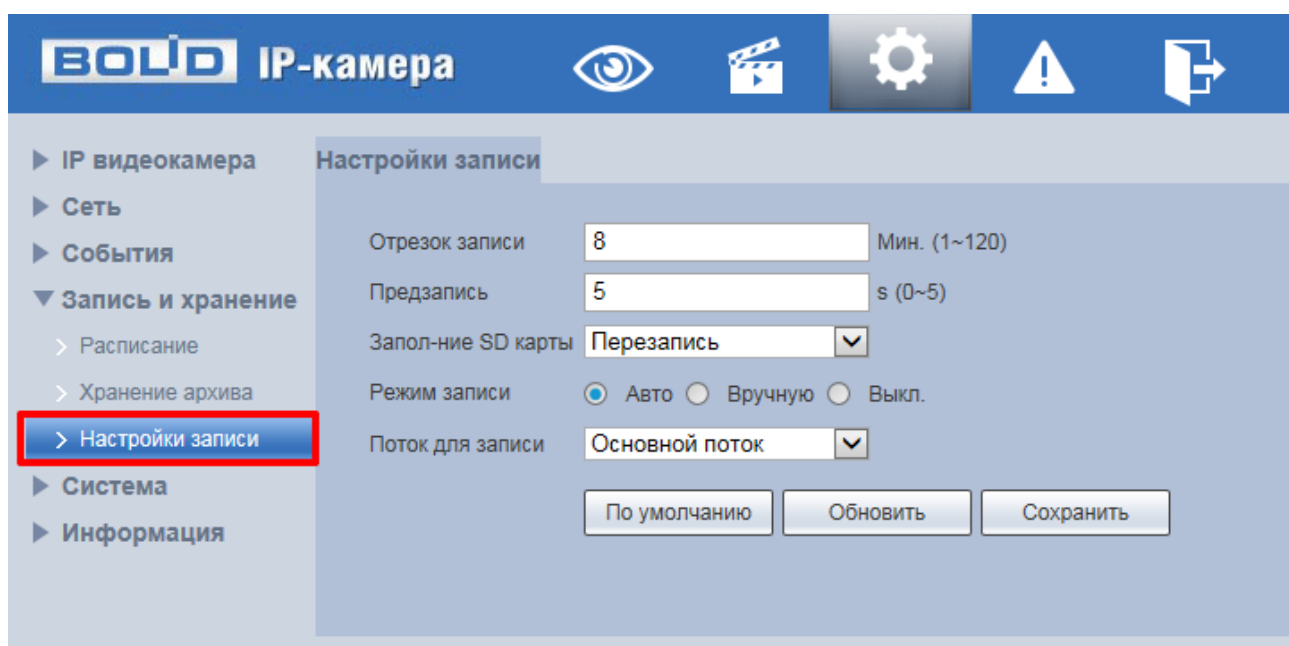 BOLID IP-камера
IP видеокамера
Сеть
События
Запись и хранение
Расписание
Хранение архива
Настройки записи
Система
Информация
Настройки записи
Отрезок записи 8 Мин. (1~120)
Предзапись 5 s (0~5)
Запол-ние SD карты Перезапись
Режим записи Авто Вручную Выкл.
Поток для записи Основной поток
По умолчанию Обновить Сохранить